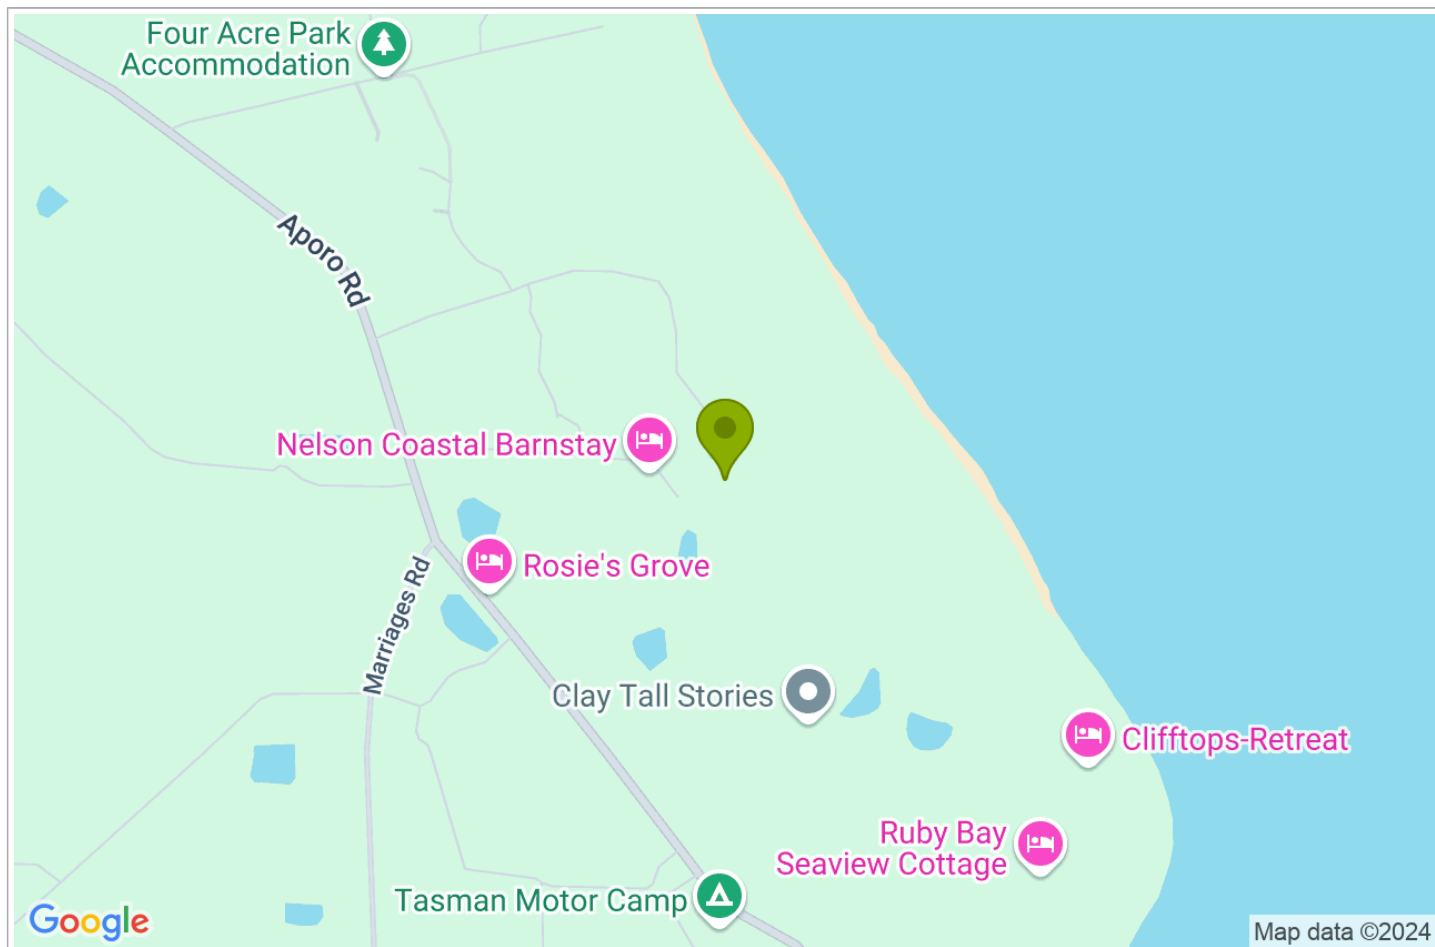 Four Acre Park
Accommodation
Aporo Rd
Nelson Coastal Barnstay
Rosie's Grove
Marriages Rd
Clay Tall Stories
Clifftops-Retreat
Ruby Bay
Seaview Cottage
Tasman Motor Camp
Google
Map data ©2024